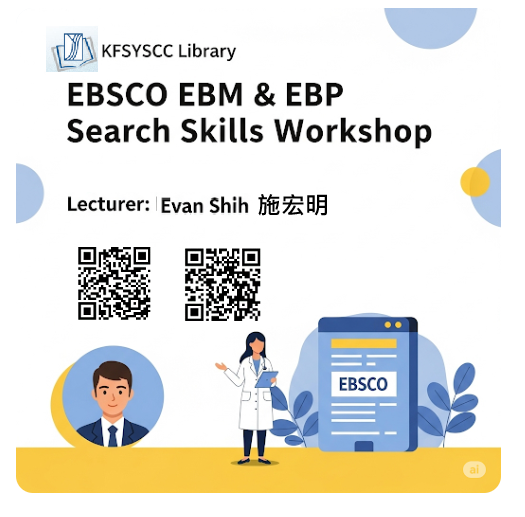 KFSYSCC Library
EBSCO EBM & EBP
Search Skills Workshop
Lecturer: Evan Shih 施宏明
EBSCO
ai